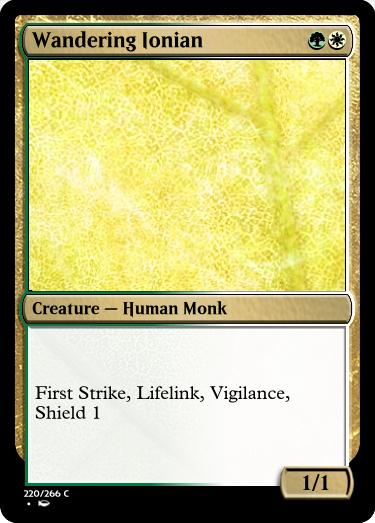 Wandering Ionian
Creature — Human Monk
First Strike, Lifelink, Vigilance,
Shield 1
1/1
220/266 C